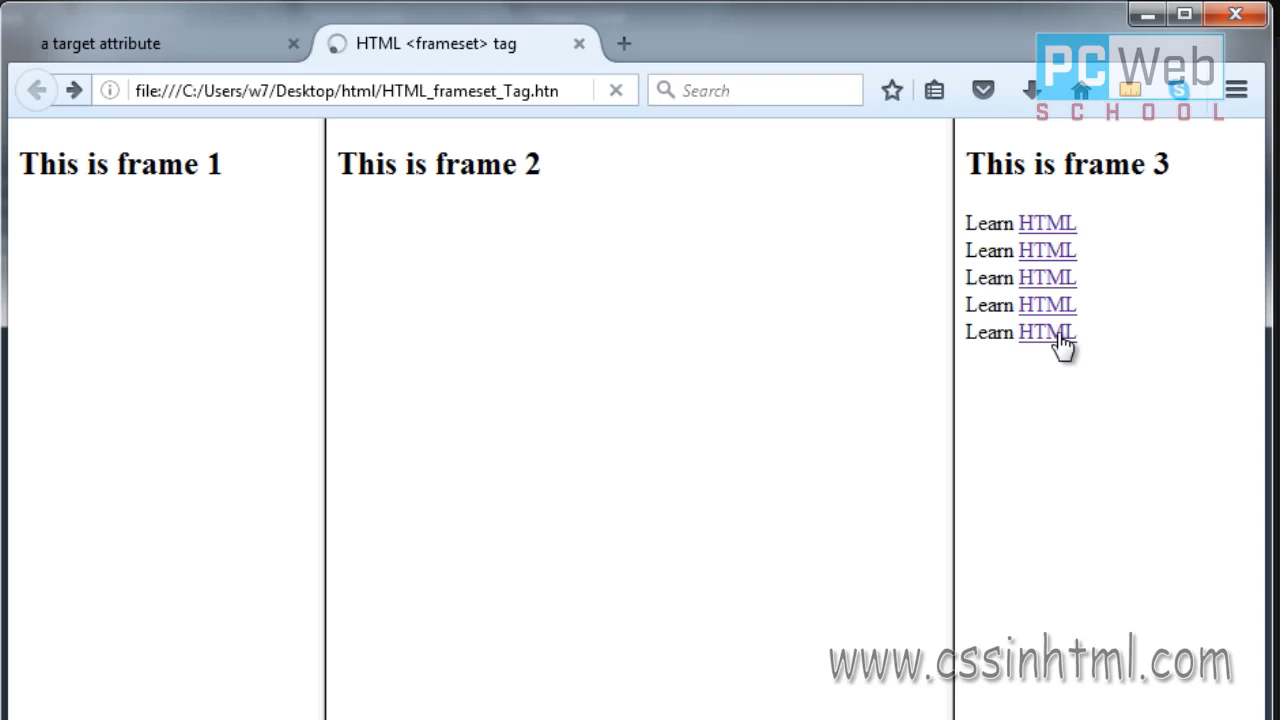 a target attribute
HTML <frameset> tag
file:///C:/Users/w7/Desktop/html/HTML_frameset_Tag.htn
Search
PC Web
SCHOOL
This is frame 1
This is frame 2
This is frame 3
Learn HTML
Learn HTML
Learn HTML
Learn HTML
Learn HTML
www.cssinhtml.com